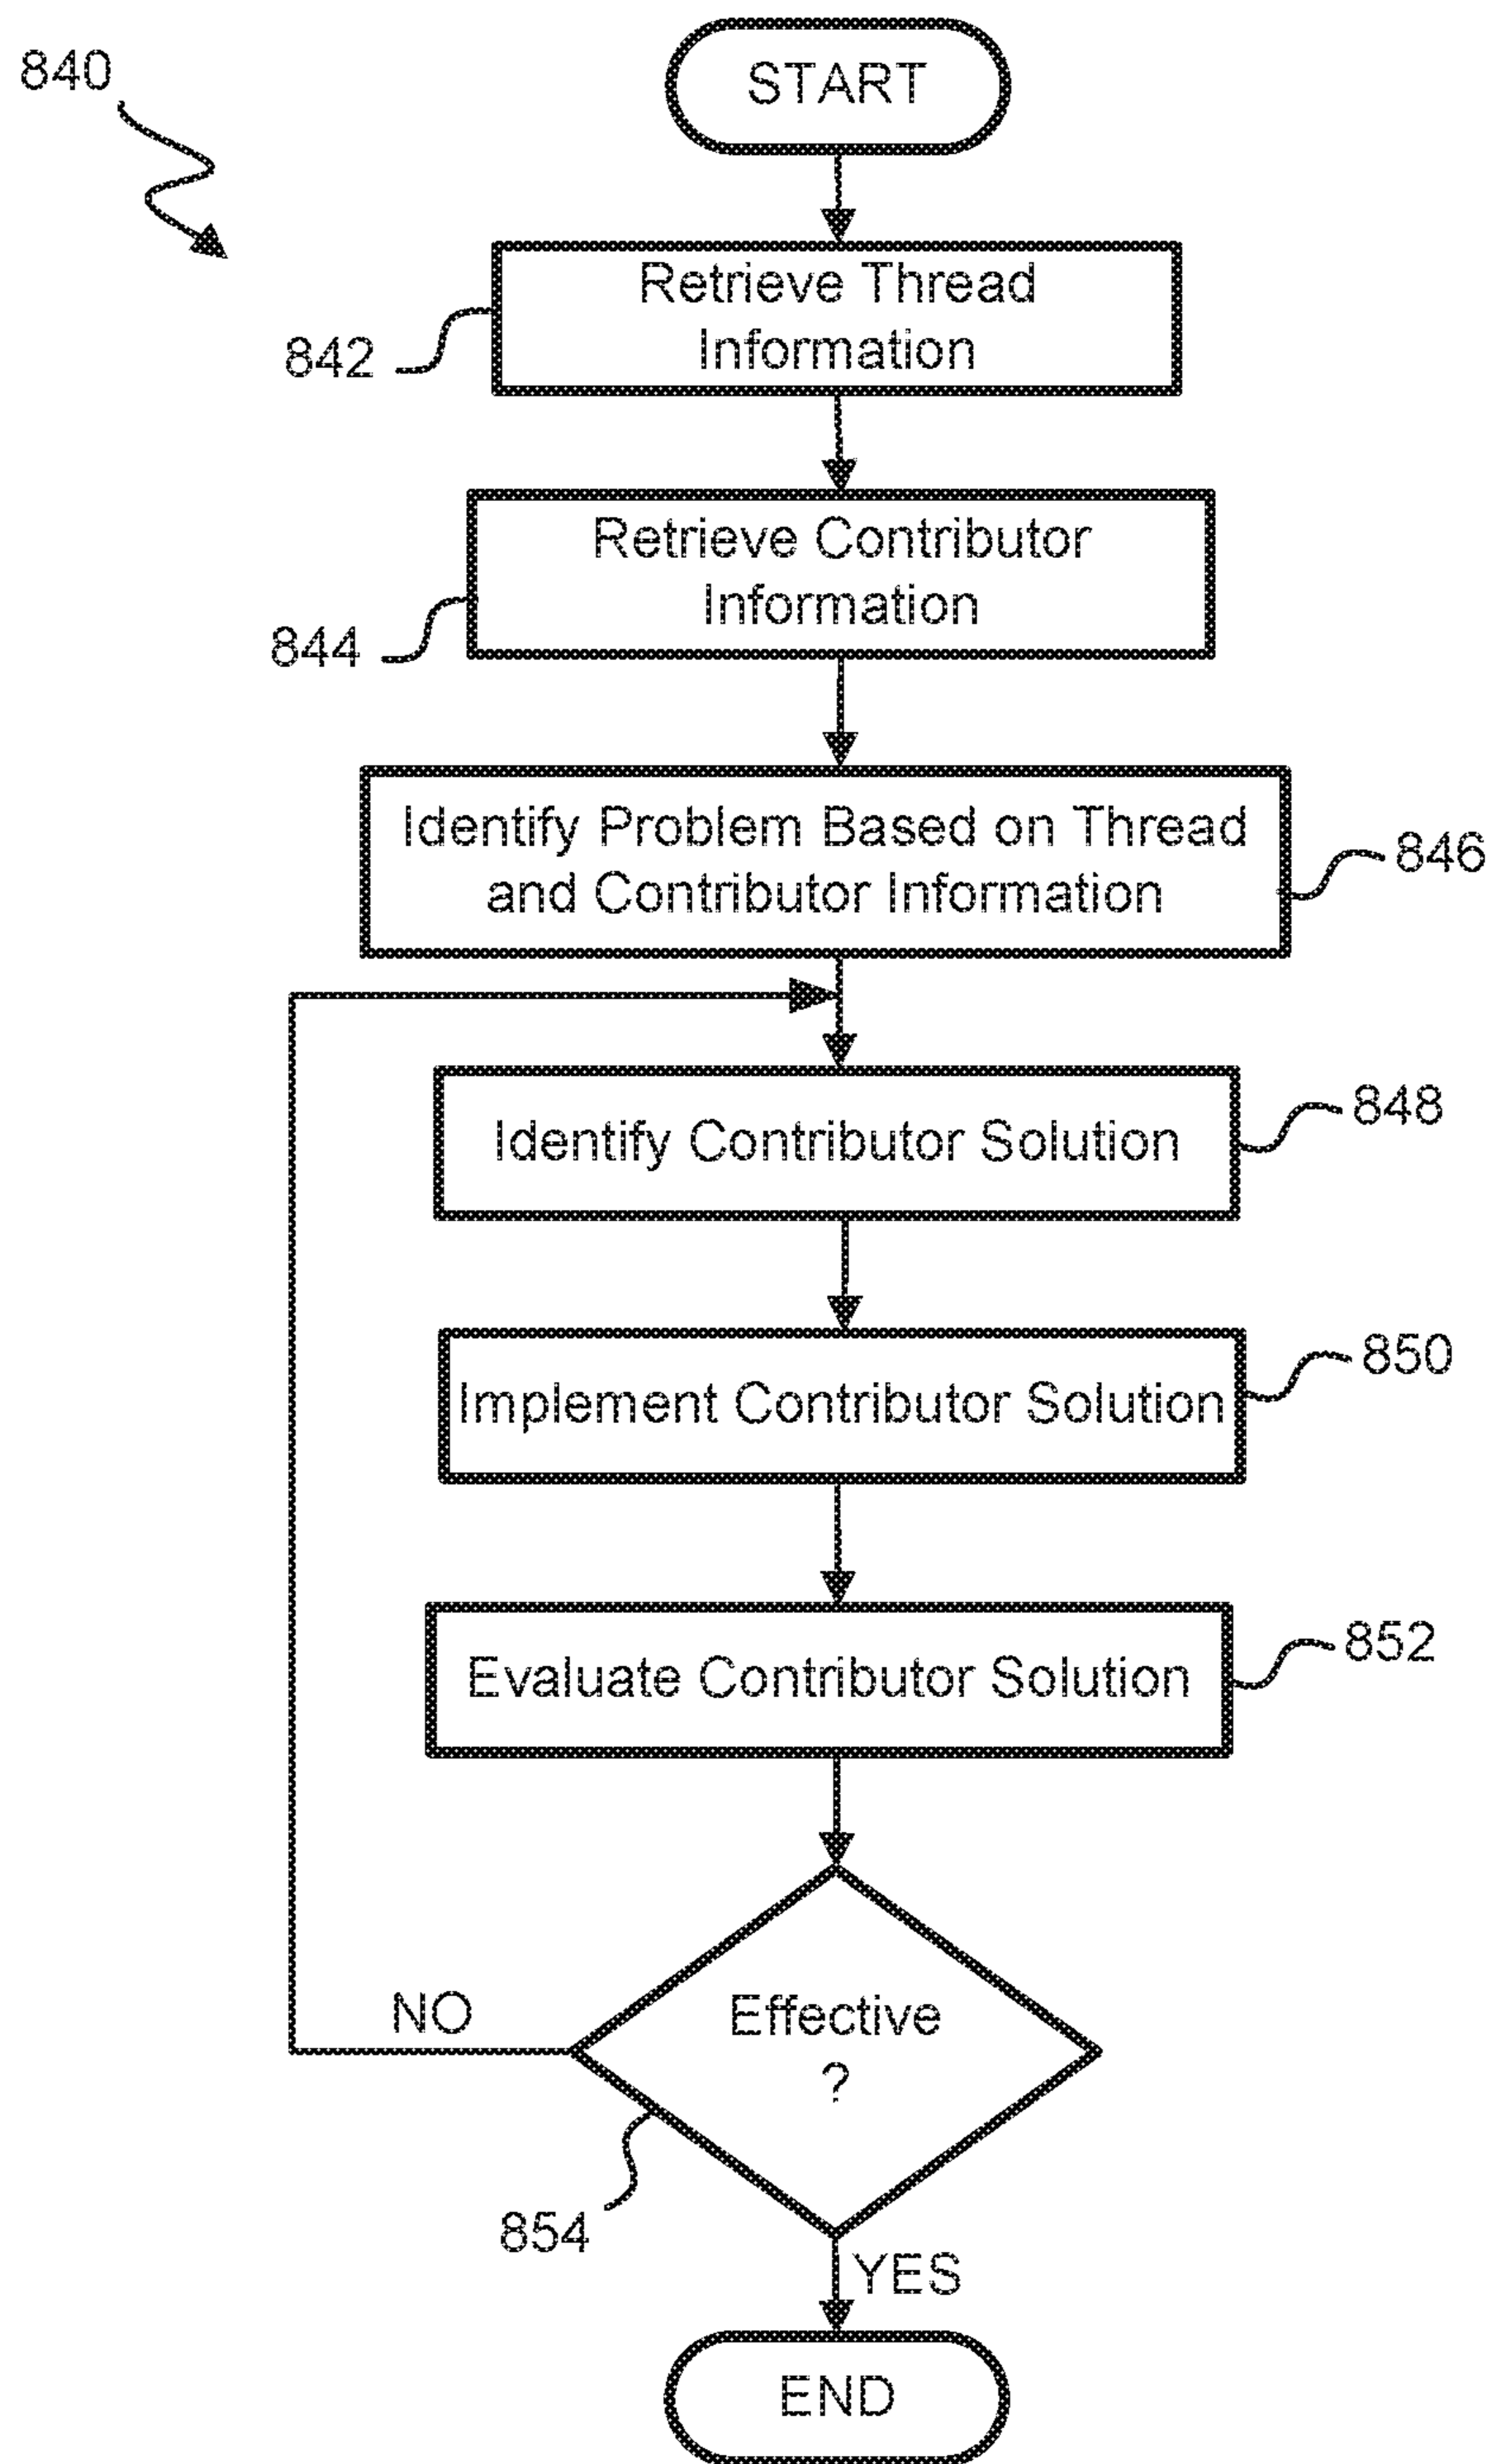 840
START
Retrieve Thread
Information
842
Retrieve Contributor
Information
844
Identify Problem Based on Thread
and Contributor Information
846
Identify Contributor Solution
848
Implement Contributor Solution
850
Evaluate Contributor Solution
852
Effective
?
NO
854
YES
END